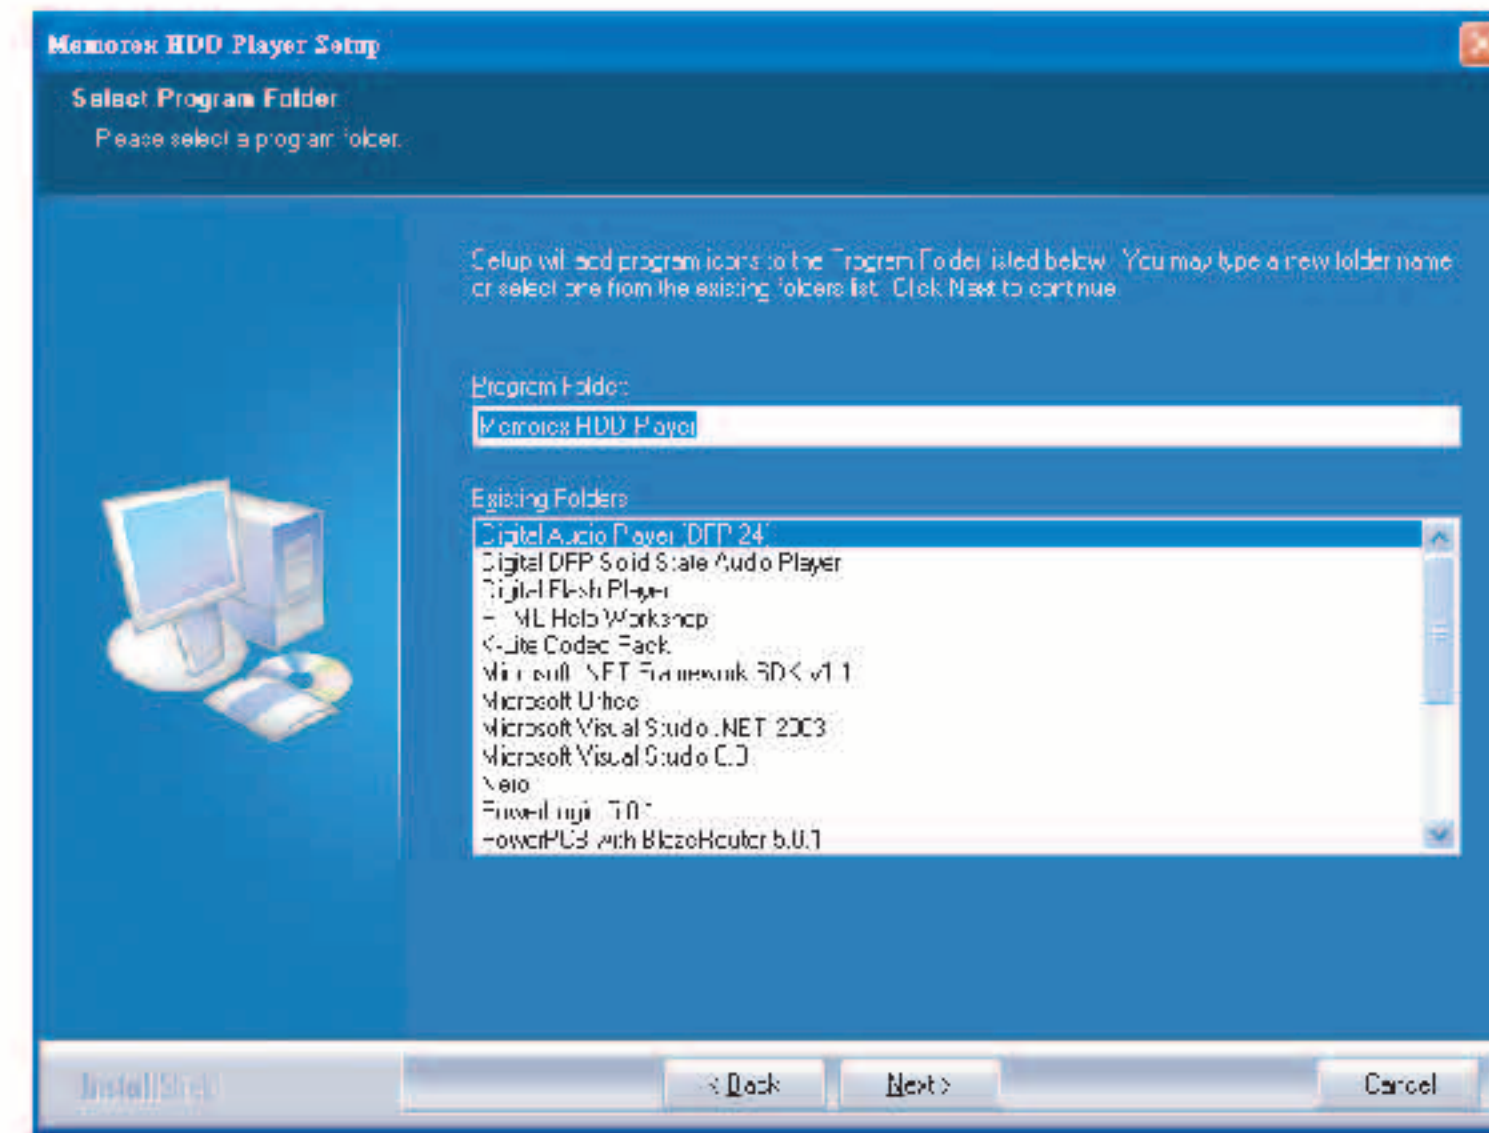 Memorex HDD Player Setup
Select Program Folder
Please select a program folder.
Setup will add program icons to the Program Folder listed below. You may type a new folder name
or select one from the existing folders list. Click Next to continue.
Program Folder:
Memorex HDD Player
Existing Folders
Digital Audio Player (DFP 24)
Digital DFP Solid State Audio Player
Digital Flash Player
HTML Help Workshop
K-Lite Codec Pack
Microsoft .NET Framework SDK v1.1
Microsoft Office
Microsoft Visual Studio .NET 2003
Microsoft Visual Studio 6.0
Nero
PowerLogic 5.0.1
PowerPCB with BlazeRouter 5.0.1
InstallShield
< Back
Next >
Cancel